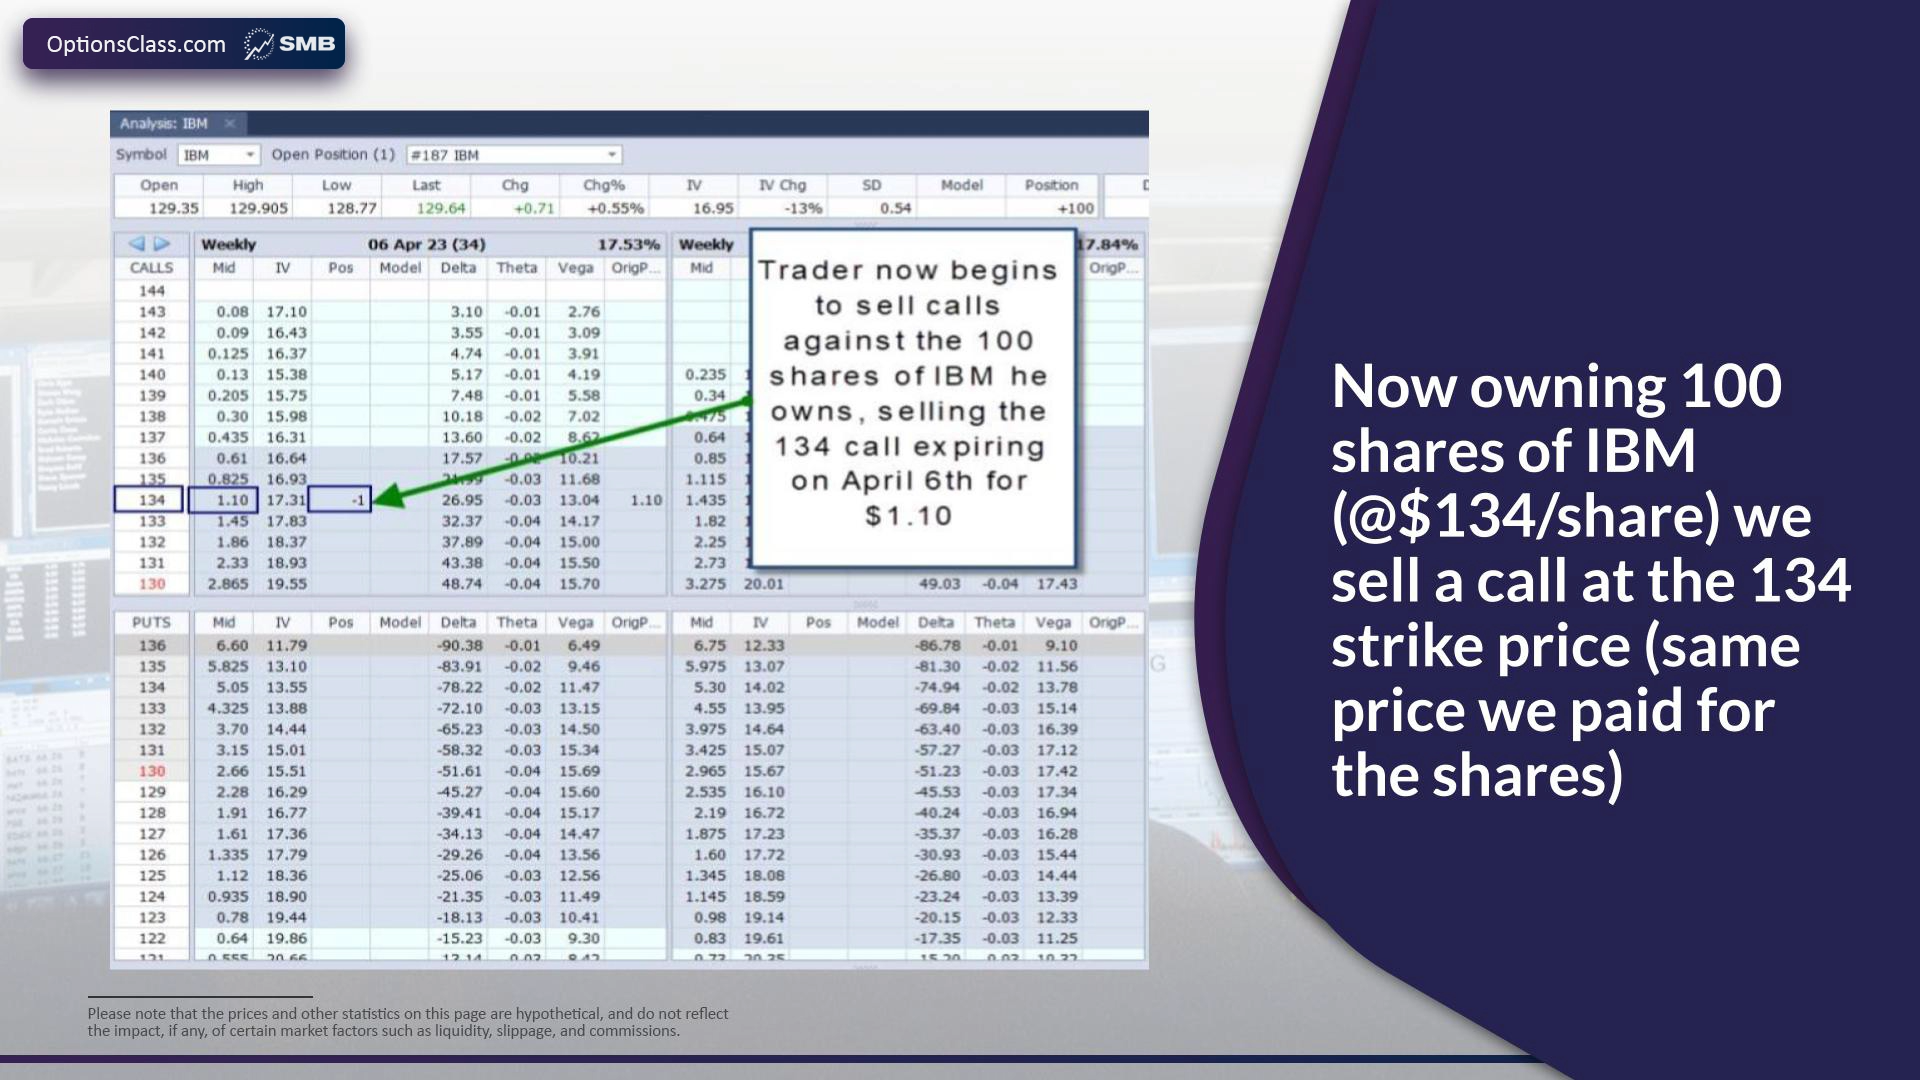 OptionsClass.com SMB
Analysis: IBM
Symbol IBM Open Position (1) #187 IBM
Open High Low Last Chg Chg% IV IV Chg SD Model Position
129.35 129.905 128.77 129.64 +0.71 +0.55% 16.95 -13% 0.54 +100
Weekly 06 Apr 23 (34) 17.53% Weekly 17.84%
CALLS Mid IV Pos Model Delta Theta Vega OrigP... Mid OrigP...
144
143 0.08 17.10 3.10 -0.01 2.76
142 0.09 16.43 3.55 -0.01 3.09
141 0.125 16.37 4.74 -0.01 3.91
140 0.13 15.38 5.17 -0.01 4.19 0.235
139 0.205 15.75 7.48 -0.01 5.58 0.34
138 0.30 15.98 10.18 -0.02 7.02 0.475
137 0.435 16.31 13.60 -0.02 8.62 0.64
136 0.61 16.64 17.57 -0.02 10.21 0.85
135 0.825 16.93 -0.03 11.68 1.115
134 1.10 17.31 -1 26.95 -0.03 13.04 1.10 1.435
133 1.45 17.83 32.37 -0.04 14.17 1.82
132 1.86 18.37 37.89 -0.04 15.00 2.25
131 2.33 18.93 43.38 -0.04 15.50 2.73
130 2.865 19.55 48.74 -0.04 15.70 3.275 20.01 49.03 -0.04 17.43
Trader now begins
to sell calls
against the 100
shares of IBM he
owns, selling the
134 call expiring
on April 6th for
$1.10
PUTS Mid IV Pos Model Delta Theta Vega OrigP... Mid IV Pos Model Delta Theta Vega OrigP...
136 6.60 11.79 -90.38 -0.01 6.49 6.75 12.33 -86.78 -0.01 9.10
135 5.825 13.10 -83.91 -0.02 9.46 5.975 13.07 -81.30 -0.02 11.56
134 5.05 13.55 -78.22 -0.02 11.47 5.30 14.02 -74.94 -0.02 13.78
133 4.325 13.88 -72.10 -0.03 13.15 4.55 13.95 -69.84 -0.03 15.14
132 3.70 14.44 -65.23 -0.03 14.50 3.975 14.64 -63.40 -0.03 16.39
131 3.15 15.01 -58.32 -0.03 15.34 3.425 15.07 -57.27 -0.03 17.12
130 2.66 15.51 -51.61 -0.04 15.69 2.965 15.67 -51.23 -0.03 17.42
129 2.28 16.29 -45.27 -0.04 15.60 2.535 16.10 -45.53 -0.03 17.34
128 1.91 16.77 -39.41 -0.04 15.17 2.19 16.72 -40.24 -0.03 16.94
127 1.61 17.36 -34.13 -0.04 14.47 1.875 17.23 -35.37 -0.03 16.28
126 1.335 17.79 -29.26 -0.04 13.56 1.60 17.72 -30.93 -0.03 15.44
125 1.12 18.36 -25.06 -0.03 12.56 1.345 18.08 -26.80 -0.03 14.44
124 0.935 18.90 -21.35 -0.03 11.49 1.145 18.59 -23.24 -0.03 13.39
123 0.78 19.44 -18.13 -0.03 10.41 0.98 19.14 -20.15 -0.03 12.33
122 0.64 19.86 -15.23 -0.03 9.30 0.83 19.61 -17.35 -0.03 11.25
Now owning 100
shares of IBM
(@$134/share) we
sell a call at the 134
strike price (same
price we paid for
the shares)
Please note that the prices and other statistics on this page are hypothetical, and do not reflect
the impact, if any, of certain market factors such as liquidity, slippage, and commissions.